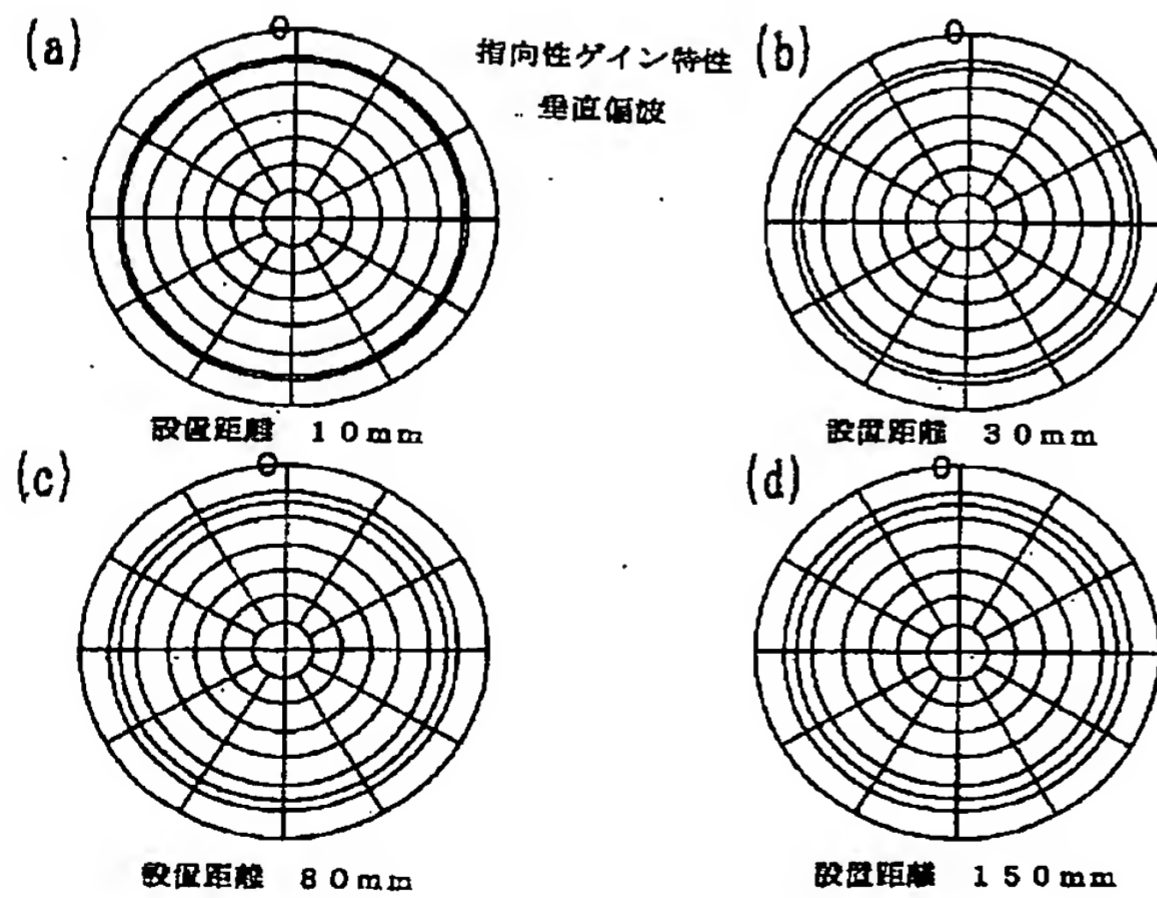 (a)
0
指向性ゲイン特性
垂直偏波
(b)
0
設置距離 10mm
設置距離 30mm
(c)
0
(d)
0
設置距離 80mm
設置距離 150mm